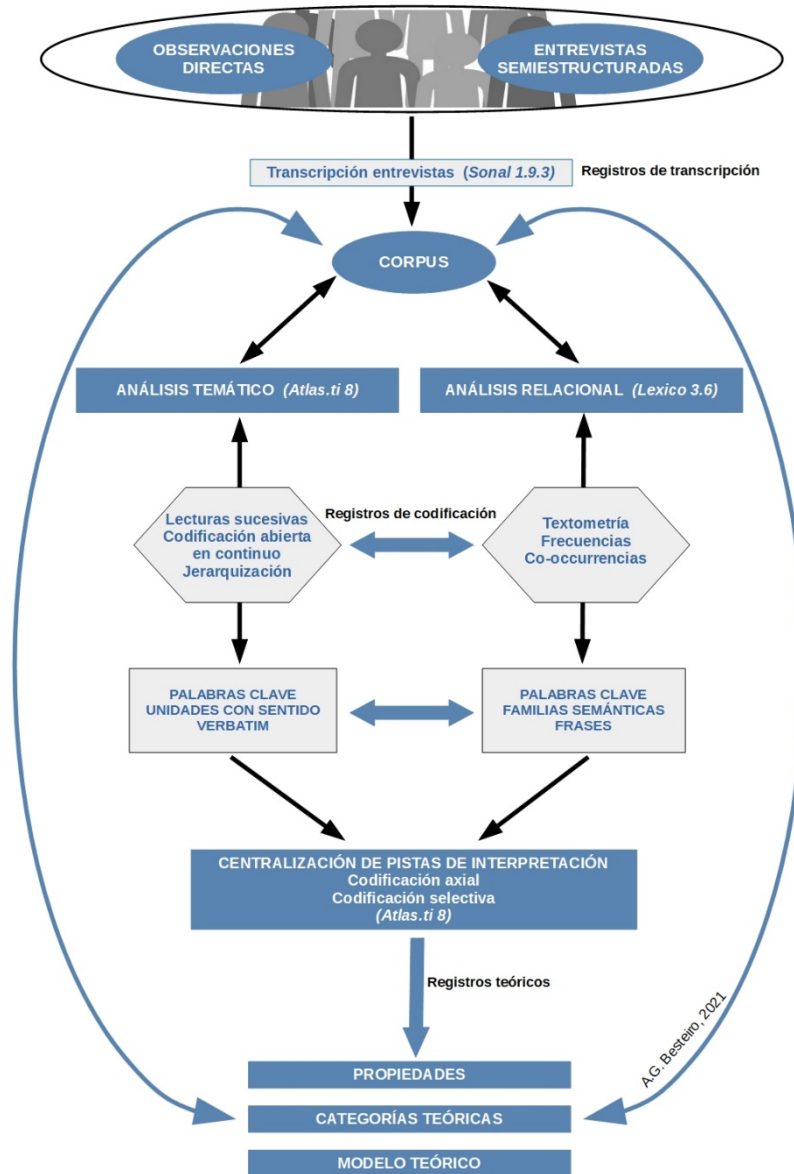 OBSERVACIONES
DIRECTAS
ENTREVISTAS
SEMIESTRUCTURADAS
Transcripción entrevistas (Sonal 1.9.3)
Registros de transcripción
CORPUS
ANÁLISIS TEMÁTICO (Atlas.ti 8)
ANÁLISIS RELACIONAL (Lexico 3.6)
Lecturas sucesivas
Codificación abierta
en continuo
Jerarquización
Registros de codificación
Textometría
Frecuencias
Co-occurrencias
PALABRAS CLAVE
UNIDADES CON SENTIDO
VERBATIM
PALABRAS CLAVE
FAMILIAS SEMÁNTICAS
FRASES
CENTRALIZACIÓN DE PISTAS DE INTERPRETACIÓN
Codificación axial
Codificación selectiva
(Atlas.ti 8)
Registros teóricos
A.G. Besteiro, 2021
PROPIEDADES
CATEGORÍAS TEÓRICAS
MODELO TEÓRICO